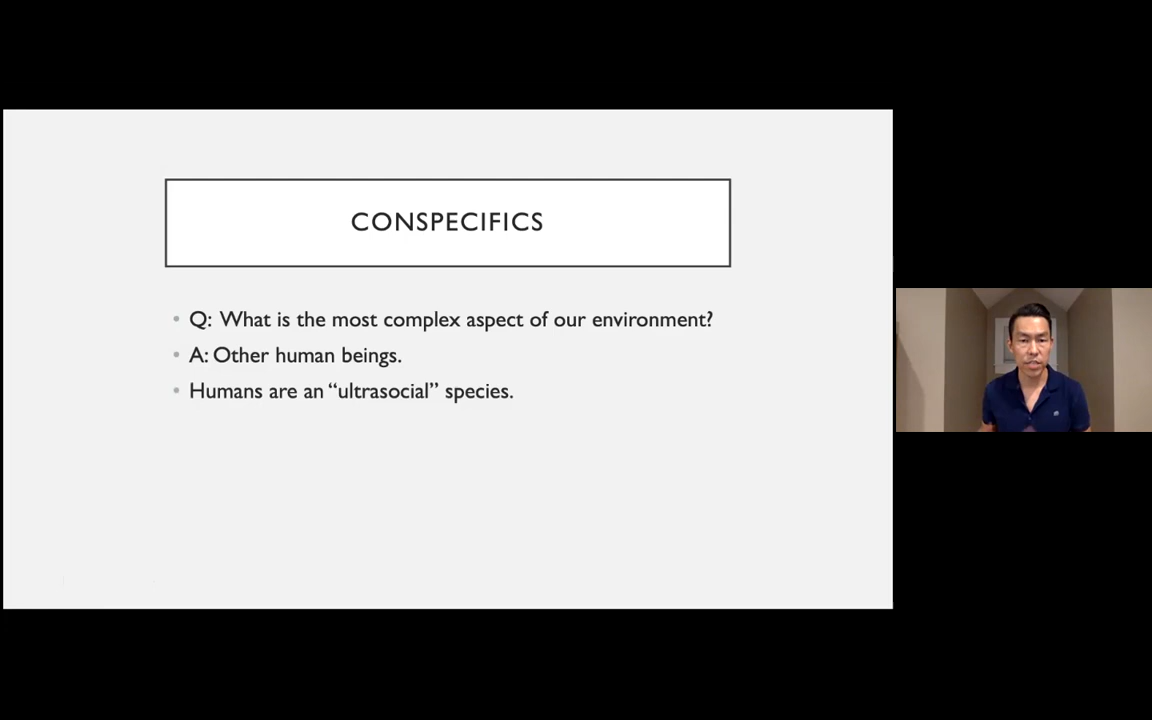 CONSPECIFICS
• Q: What is the most complex aspect of our environment?
• A: Other human beings.
• Humans are an “ultrasocial” species.